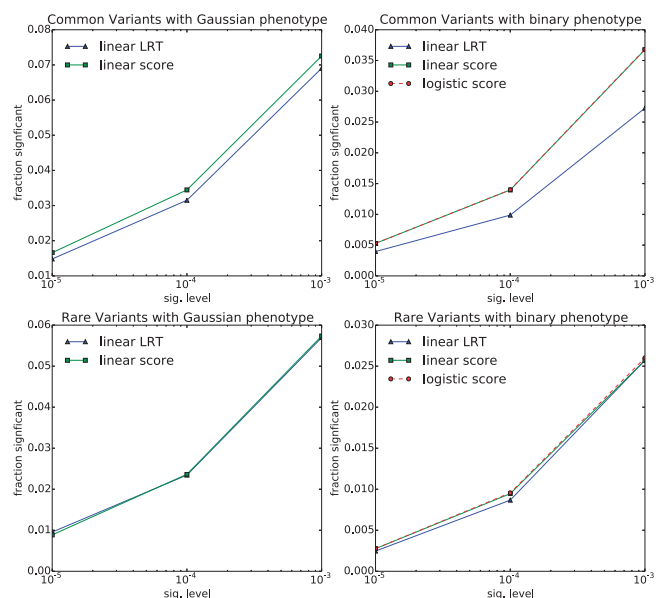 Common Variants with Gaussian phenotype
linear LRT
linear score
fraction signficant
0.08
0.07
0.06
0.05
0.04
0.03
0.02
0.01
10⁻⁵
10⁻⁴
10⁻³
sig. level
Common Variants with binary phenotype
linear LRT
linear score
logistic score
fraction signficant
0.040
0.035
0.030
0.025
0.020
0.015
0.010
0.005
0.000
10⁻⁵
10⁻⁴
10⁻³
sig. level
Rare Variants with Gaussian phenotype
linear LRT
linear score
fraction signficant
0.06
0.05
0.04
0.03
0.02
0.01
0.00
10⁻⁵
10⁻⁴
10⁻³
sig. level
Rare Variants with binary phenotype
linear LRT
linear score
logistic score
fraction signficant
0.030
0.025
0.020
0.015
0.010
0.005
0.000
10⁻⁵
10⁻⁴
10⁻³
sig. level